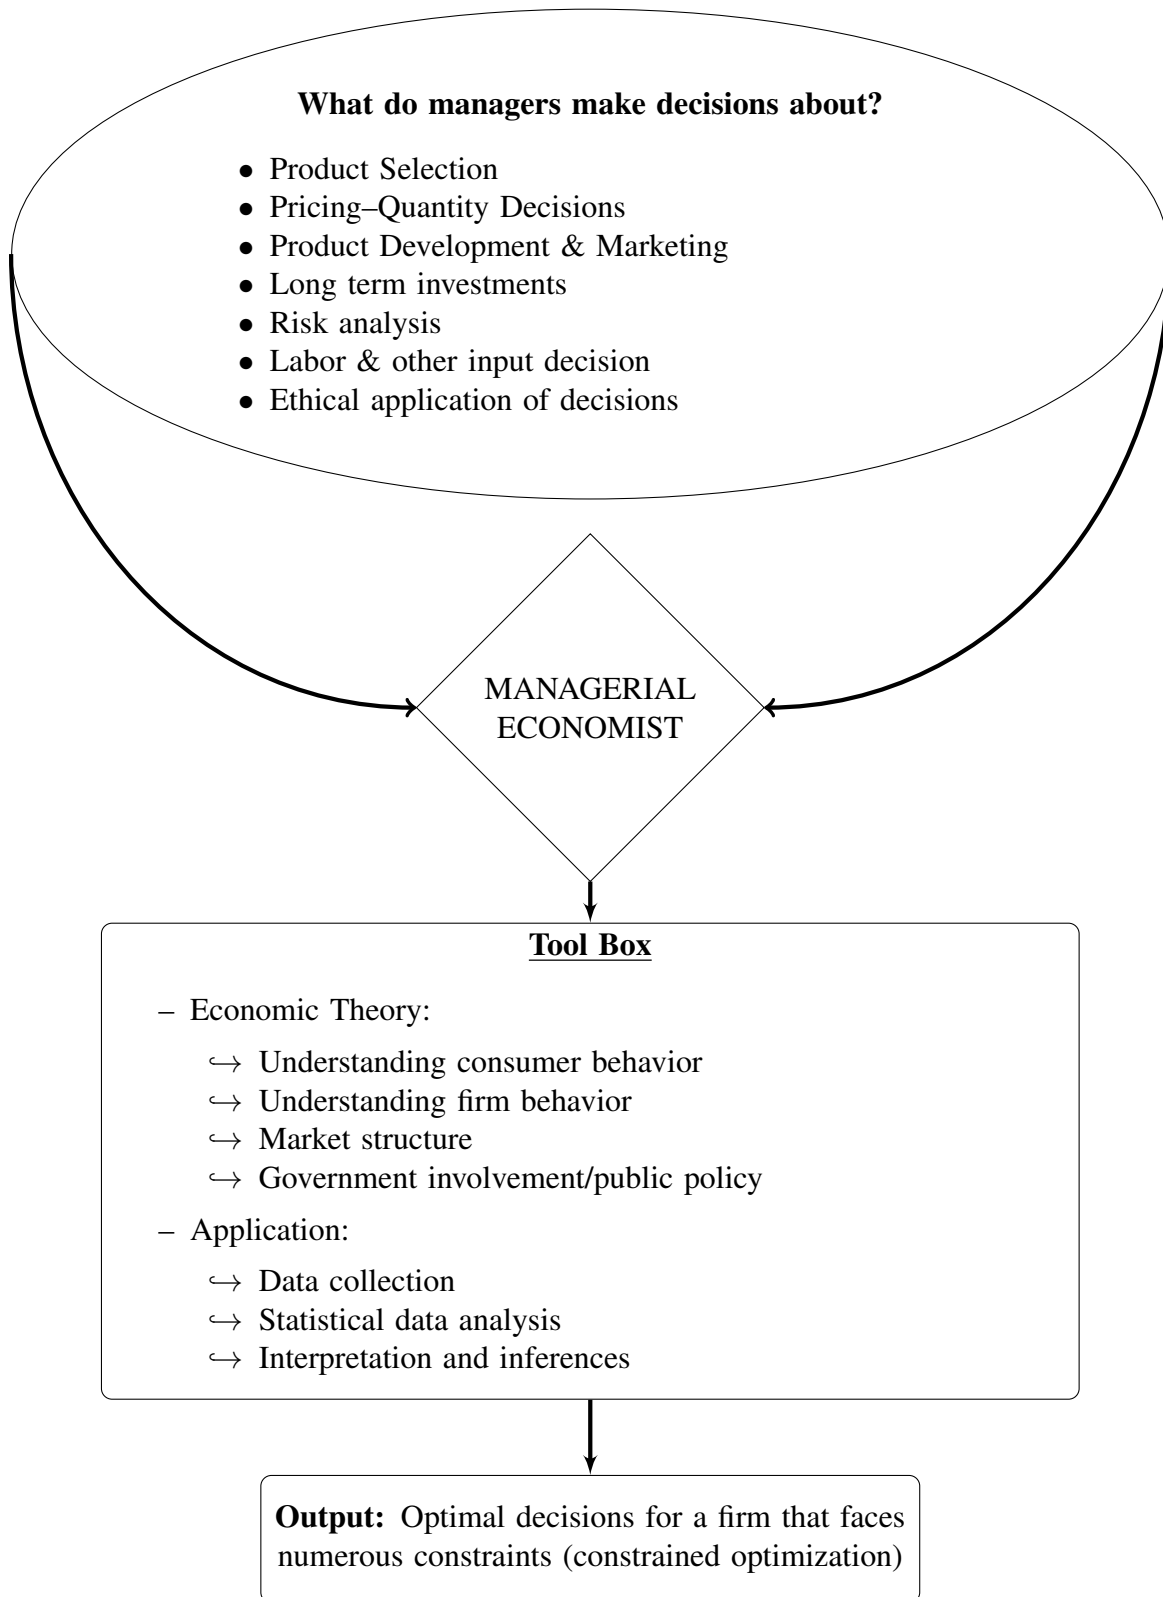 What do managers make decisions about?
• Product Selection
• Pricing–Quantity Decisions
• Product Development & Marketing
• Long term investments
• Risk analysis
• Labor & other input decision
• Ethical application of decisions
MANAGERIAL
ECONOMIST
Tool Box
– Economic Theory:
↪ Understanding consumer behavior
↪ Understanding firm behavior
↪ Market structure
↪ Government involvement/public policy
– Application:
↪ Data collection
↪ Statistical data analysis
↪ Interpretation and inferences
Output: Optimal decisions for a firm that faces
numerous constraints (constrained optimization)